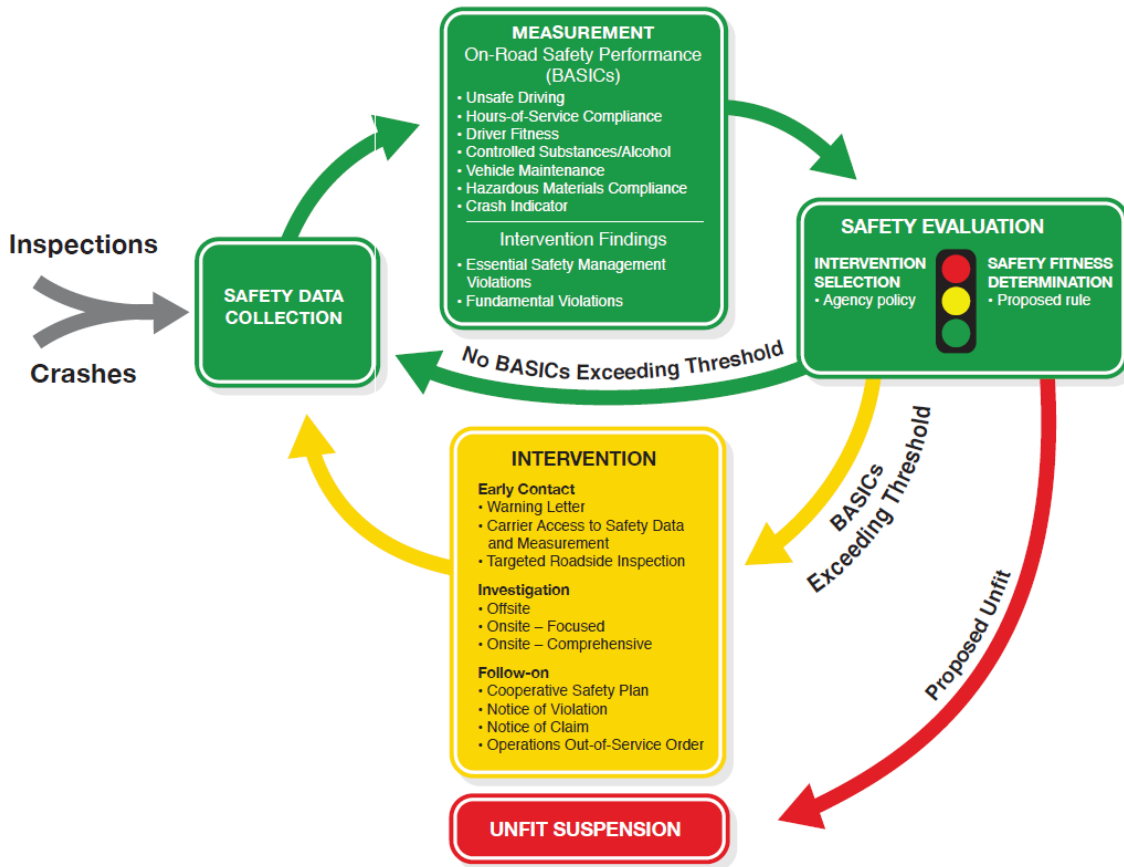 Inspections
Crashes
SAFETY DATA
COLLECTION
MEASUREMENT
On-Road Safety Performance
(BASICs)
• Unsafe Driving
• Hours-of-Service Compliance
• Driver Fitness
• Controlled Substances/Alcohol
• Vehicle Maintenance
• Hazardous Materials Compliance
• Crash Indicator
Intervention Findings
• Essential Safety Management
Violations
• Fundamental Violations
SAFETY EVALUATION
INTERVENTION
SELECTION
• Agency policy
SAFETY FITNESS
DETERMINATION
• Proposed rule
No BASICs Exceeding Threshold
BASICs
Exceeding Threshold
Proposed Unfit
INTERVENTION
Early Contact
• Warning Letter
• Carrier Access to Safety Data
and Measurement
• Targeted Roadside Inspection
Investigation
• Offsite
• Onsite – Focused
• Onsite – Comprehensive
Follow-on
• Cooperative Safety Plan
• Notice of Violation
• Notice of Claim
• Operations Out-of-Service Order
UNFIT SUSPENSION